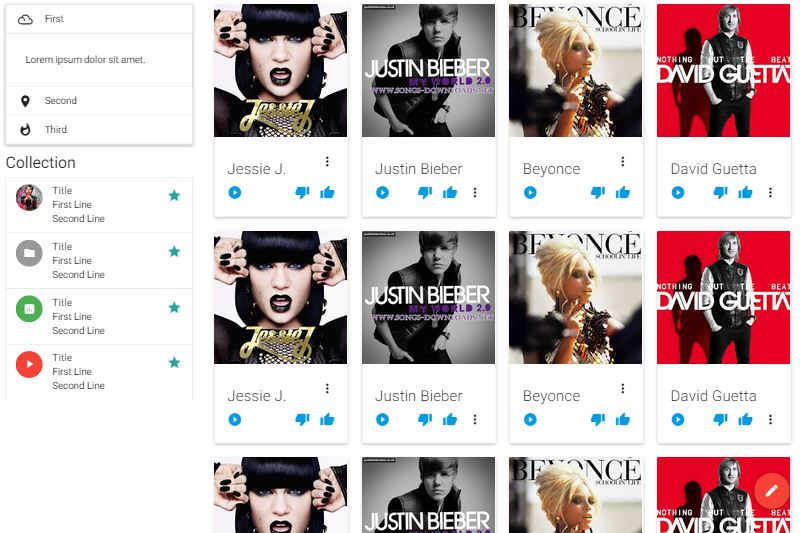 First
Lorem ipsum dolor sit amet.
Second
Third
Collection
Title
First Line
Second Line
Title
First Line
Second Line
Title
First Line
Second Line
Title
First Line
Second Line
Jessie J
JUSTIN BIEBER
MY WORLD 2.0
WWW.SONGS-DOWNLOADS.NET
BEYONCÉ
SCHOOLIN' LIFE
NOTHING BUT THE BEAT
DAVID GUETTA
Jessie J.
Justin Bieber
Beyonce
David Guetta
Jessie J
JUSTIN BIEBER
MY WORLD 2.0
WWW.SONGS-DOWNLOADS.NET
BEYONCÉ
SCHOOLIN' LIFE
NOTHING BUT THE BEAT
DAVID GUETTA
Jessie J.
Justin Bieber
Beyonce
David Guetta
JUSTIN BIEBER
BEYONCÉ
SCHOOLIN' LIFE
NOTHING BUT THE BEAT
DAVID GUETTA